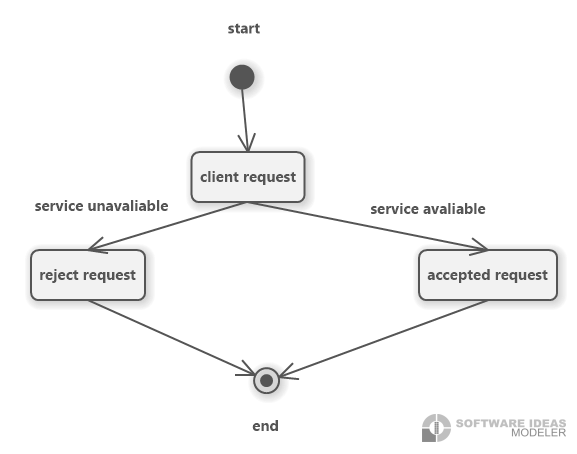 start
client request
service unavaliable
service avaliable
reject request
accepted request
end
SOFTWARE IDEAS
MODELER